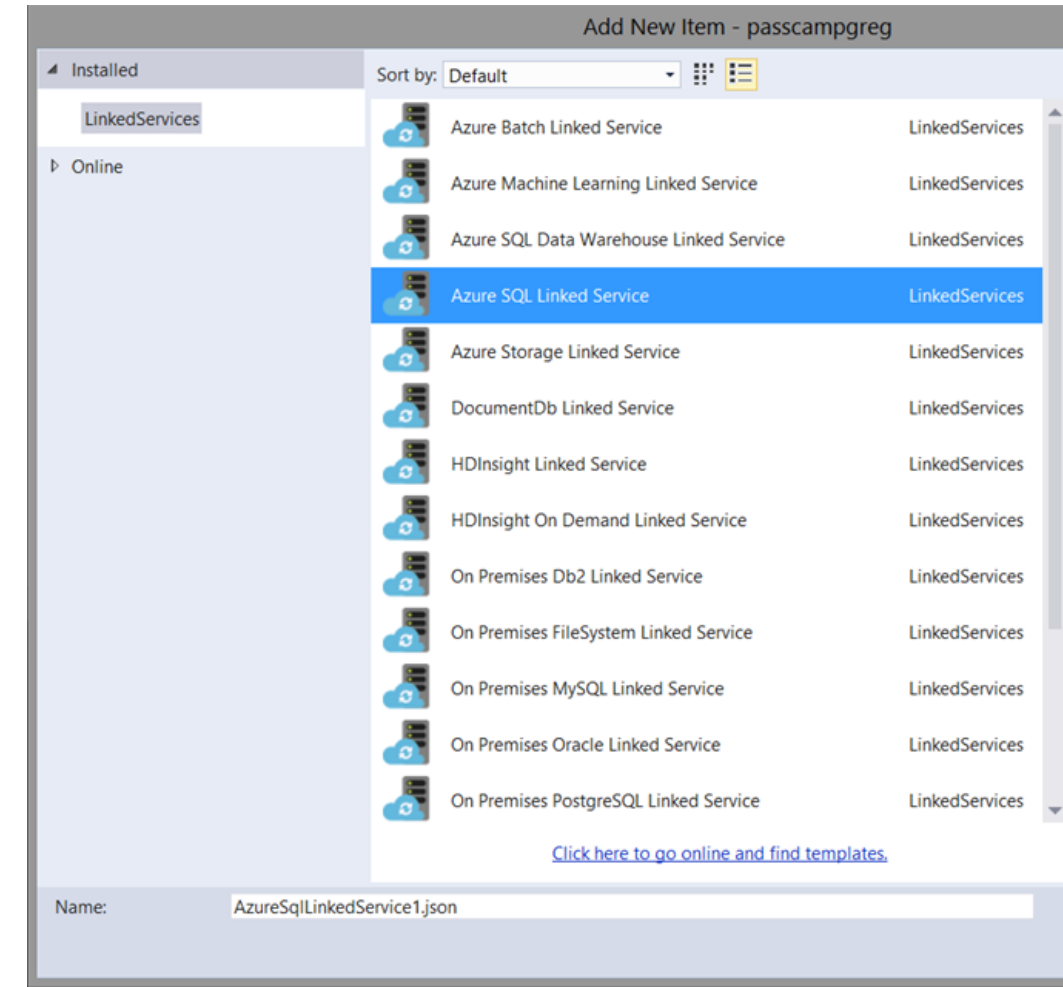 Add New Item - passcampgreg
Installed
Sort by: Default
LinkedServices
Online
Azure Batch Linked Service LinkedServices
Azure Machine Learning Linked Service LinkedServices
Azure SQL Data Warehouse Linked Service LinkedServices
Azure SQL Linked Service LinkedServices
Azure Storage Linked Service LinkedServices
DocumentDb Linked Service LinkedServices
HDInsight Linked Service LinkedServices
HDInsight On Demand Linked Service LinkedServices
On Premises Db2 Linked Service LinkedServices
On Premises FileSystem Linked Service LinkedServices
On Premises MySQL Linked Service LinkedServices
On Premises Oracle Linked Service LinkedServices
On Premises PostgreSQL Linked Service LinkedServices
Click here to go online and find templates.
Name: AzureSqlLinkedService1.json